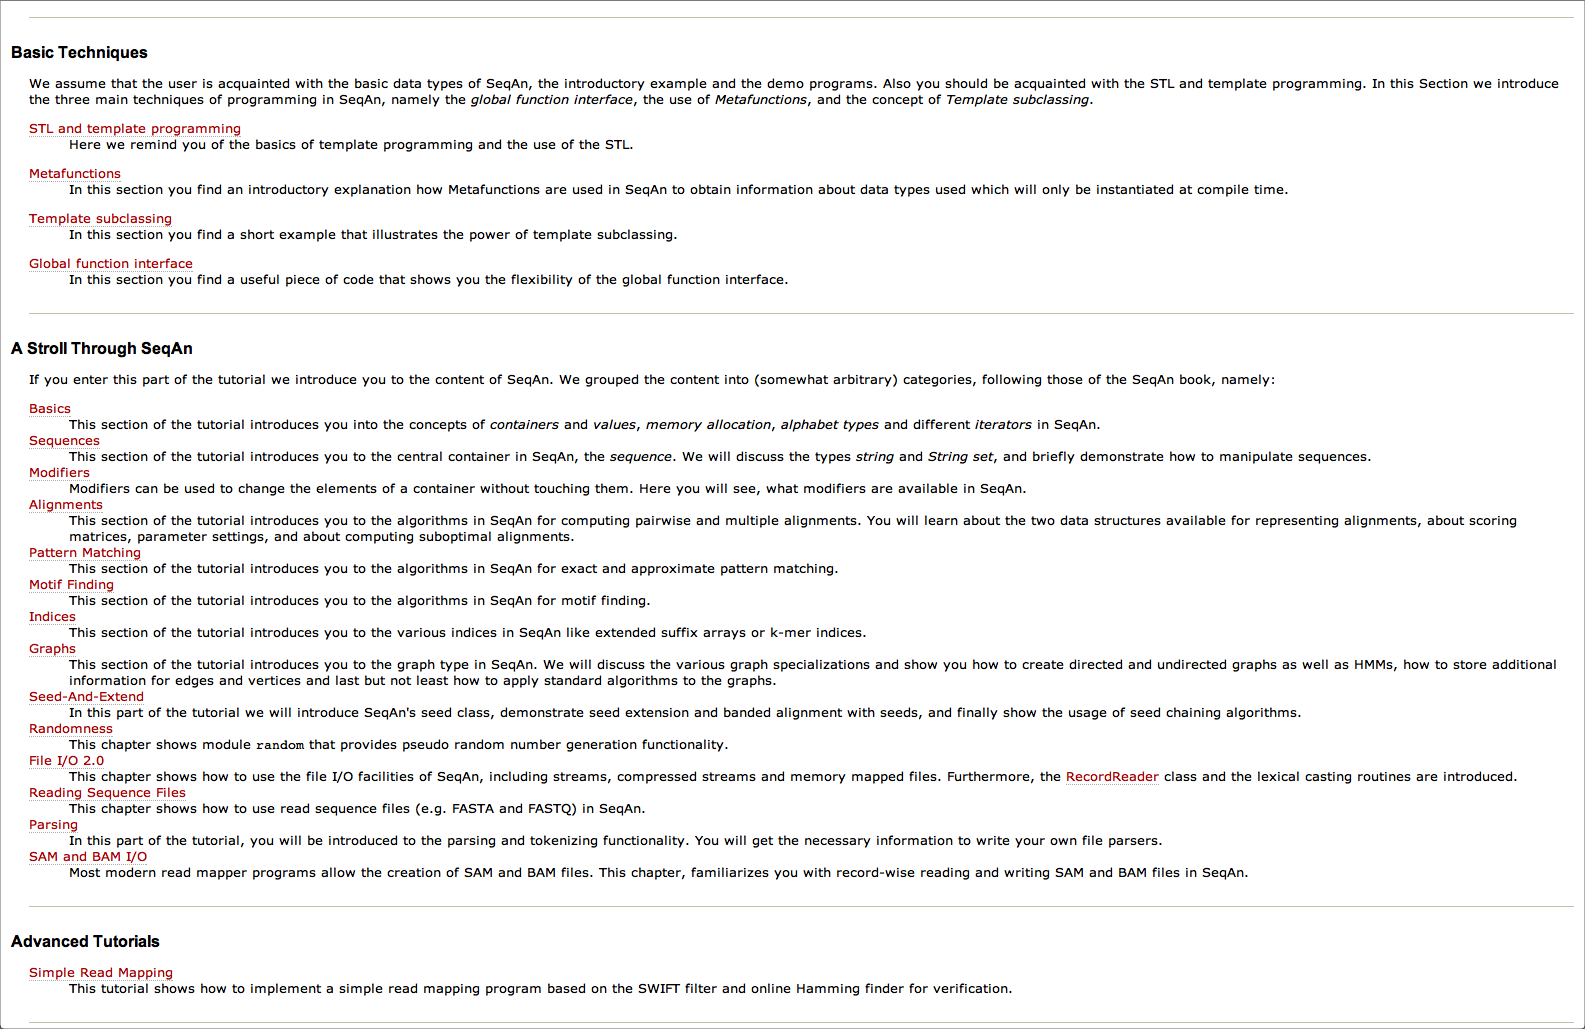 Basic Techniques
We assume that the user is acquainted with the basic data types of SeqAn, the introductory example and the demo programs. Also you should be acquainted with the STL and template programming. In this Section we introduce
the three main techniques of programming in SeqAn, namely the global function interface, the use of Metafunctions, and the concept of Template subclassing.
STL and template programming
Here we remind you of the basics of template programming and the use of the STL.
Metafunctions
In this section you find an introductory explanation how Metafunctions are used in SeqAn to obtain information about data types used which will only be instantiated at compile time.
Template subclassing
In this section you find a short example that illustrates the power of template subclassing.
Global function interface
In this section you find a useful piece of code that shows you the flexibility of the global function interface.
A Stroll Through SeqAn
If you enter this part of the tutorial we introduce you to the content of SeqAn. We grouped the content into (somewhat arbitrary) categories, following those of the SeqAn book, namely:
Basics
This section of the tutorial introduces you into the concepts of containers and values, memory allocation, alphabet types and different iterators in SeqAn.
Sequences
This section of the tutorial introduces you to the central container in SeqAn, the sequence. We will discuss the types string and String set, and briefly demonstrate how to manipulate sequences.
Modifiers
Modifiers can be used to change the elements of a container without touching them. Here you will see, what modifiers are available in SeqAn.
Alignments
This section of the tutorial introduces you to the algorithms in SeqAn for computing pairwise and multiple alignments. You will learn about the two data structures available for representing alignments, about scoring
matrices, parameter settings, and about computing suboptimal alignments.
Pattern Matching
This section of the tutorial introduces you to the algorithms in SeqAn for exact and approximate pattern matching.
Motif Finding
This section of the tutorial introduces you to the algorithms in SeqAn for motif finding.
Indices
This section of the tutorial introduces you to the various indices in SeqAn like extended suffix arrays or k-mer indices.
Graphs
This section of the tutorial introduces you to the graph type in SeqAn. We will discuss the various graph specializations and show you how to create directed and undirected graphs as well as HMMs, how to store additional
information for edges and vertices and last but not least how to apply standard algorithms to the graphs.
Seed-And-Extend
In this part of the tutorial we will introduce SeqAn's seed class, demonstrate seed extension and banded alignment with seeds, and finally show the usage of seed chaining algorithms.
Randomness
This chapter shows module random that provides pseudo random number generation functionality.
File I/O 2.0
This chapter shows how to use the file I/O facilities of SeqAn, including streams, compressed streams and memory mapped files. Furthermore, the RecordReader class and the lexical casting routines are introduced.
Reading Sequence Files
This chapter shows how to use read sequence files (e.g. FASTA and FASTQ) in SeqAn.
Parsing
In this part of the tutorial, you will be introduced to the parsing and tokenizing functionality. You will get the necessary information to write your own file parsers.
SAM and BAM I/O
Most modern read mapper programs allow the creation of SAM and BAM files. This chapter, familiarizes you with record-wise reading and writing SAM and BAM files in SeqAn.
Advanced Tutorials
Simple Read Mapping
This tutorial shows how to implement a simple read mapping program based on the SWIFT filter and online Hamming finder for verification.